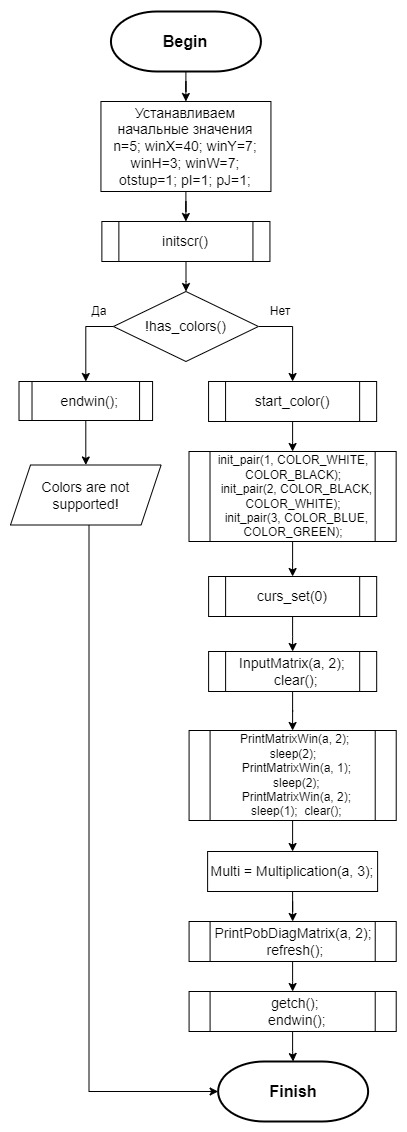 Begin
Устанавливаем
начальные значения
n=5; winX=40; winY=7;
winH=3; winW=7;
otstup=1; pI=1; pJ=1;
initscr()
!has_colors()
Да
Нет
endwin();
start_color()
Colors are not
supported!
init_pair(1, COLOR_WHITE,
COLOR_BLACK);
init_pair(2, COLOR_BLACK,
COLOR_WHITE);
init_pair(3, COLOR_BLUE,
COLOR_GREEN);
curs_set(0)
InputMatrix(a, 2);
clear();
PrintMatrixWin(a, 2);
sleep(2);
PrintMatrixWin(a, 1);
sleep(2);
PrintMatrixWin(a, 2);
sleep(1); clear();
Multi = Multiplication(a, 3);
PrintPobDiagMatrix(a, 2);
refresh();
getch();
endwin();
Finish